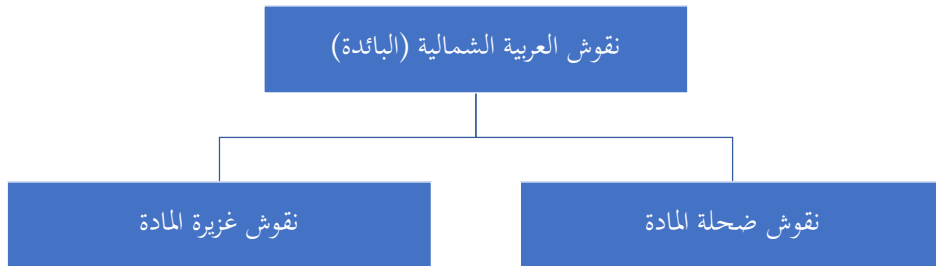 نقوش العربية الشمالية (البائدة)
نقوش ضحلة المادة
نقوش غزيرة المادة